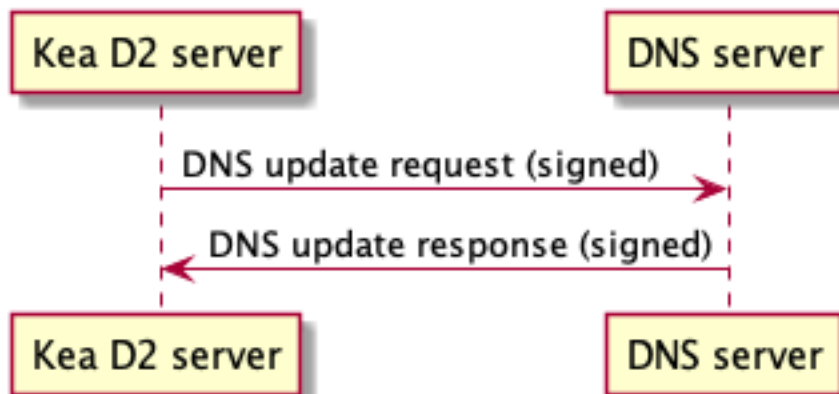 Kea D2 server
DNS server
DNS update request (signed)
DNS update response (signed)
Kea D2 server
DNS server